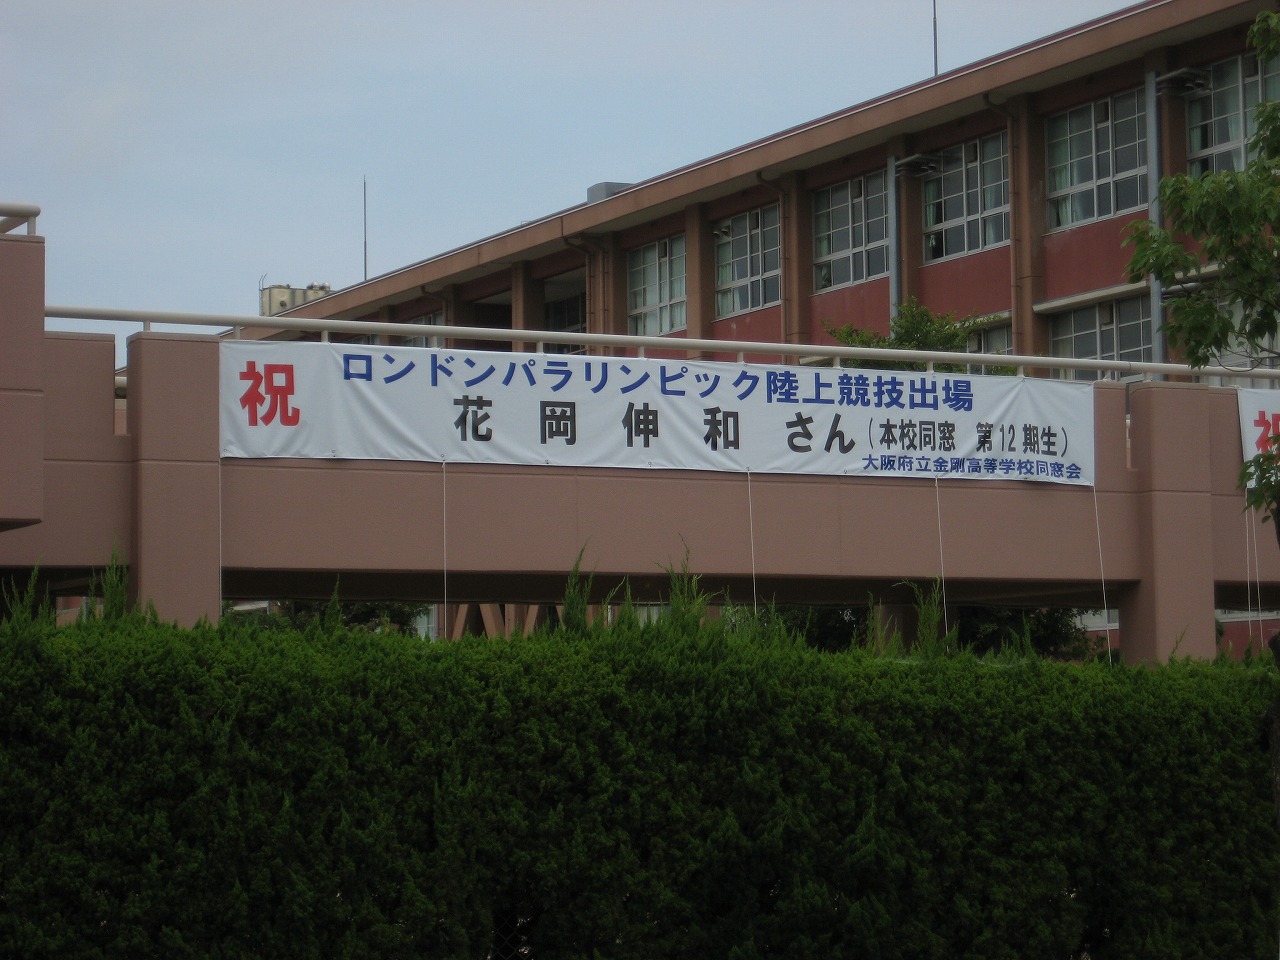 祝
ロンドンパラリンピック陸上競技出場
花岡伸和さん(本校同窓 第12期生)
大阪府立金剛高等学校同窓会
祝